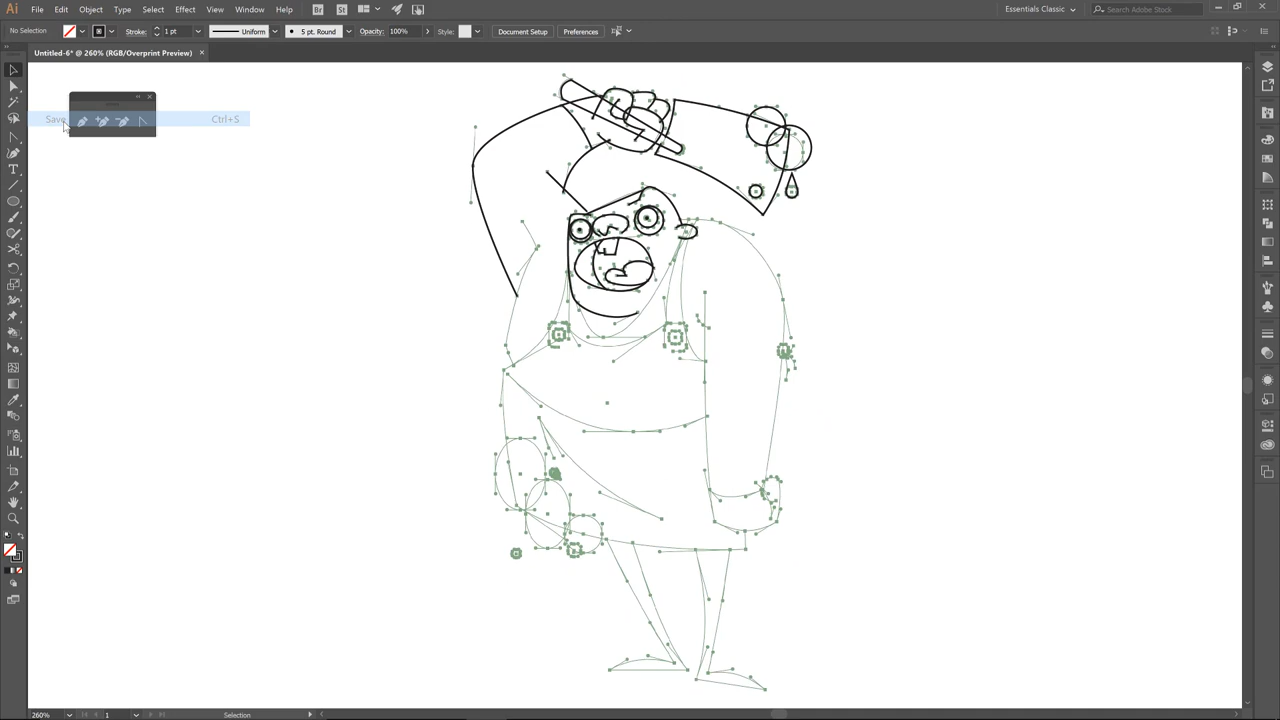 Ai File Edit Object Type Select Effect View Window Help Br St Essentials Classic Search Adobe Stock
No Selection Stroke: 1 pt Uniform 5 pt. Round Opacity: 100% Style: Document Setup Preferences
Untitled-6* @ 260% (RGB/Overprint Preview)
Save Ctrl+S
260% 1 Selection